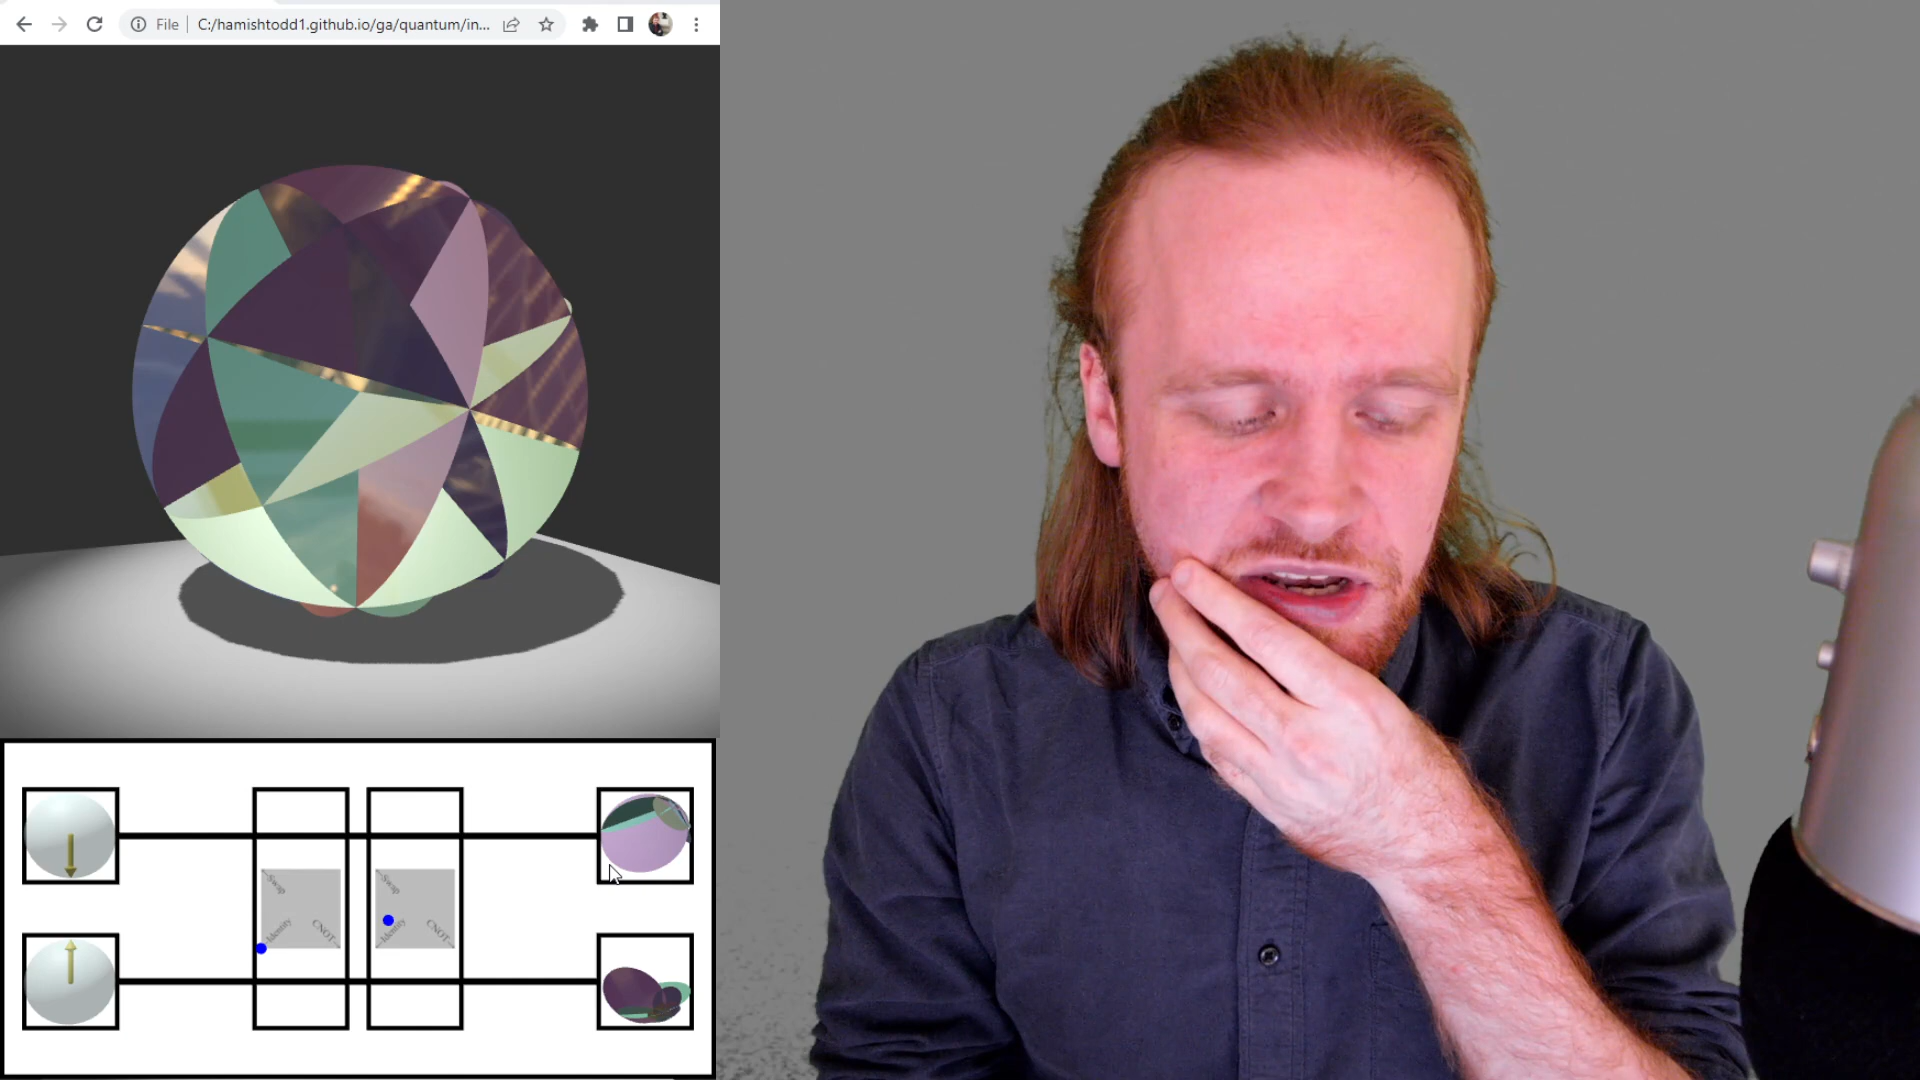 File C:/hamishtodd1.github.io/ga/quantum/in...
Swap
Identity
CNOT
Swap
Identity
CNOT